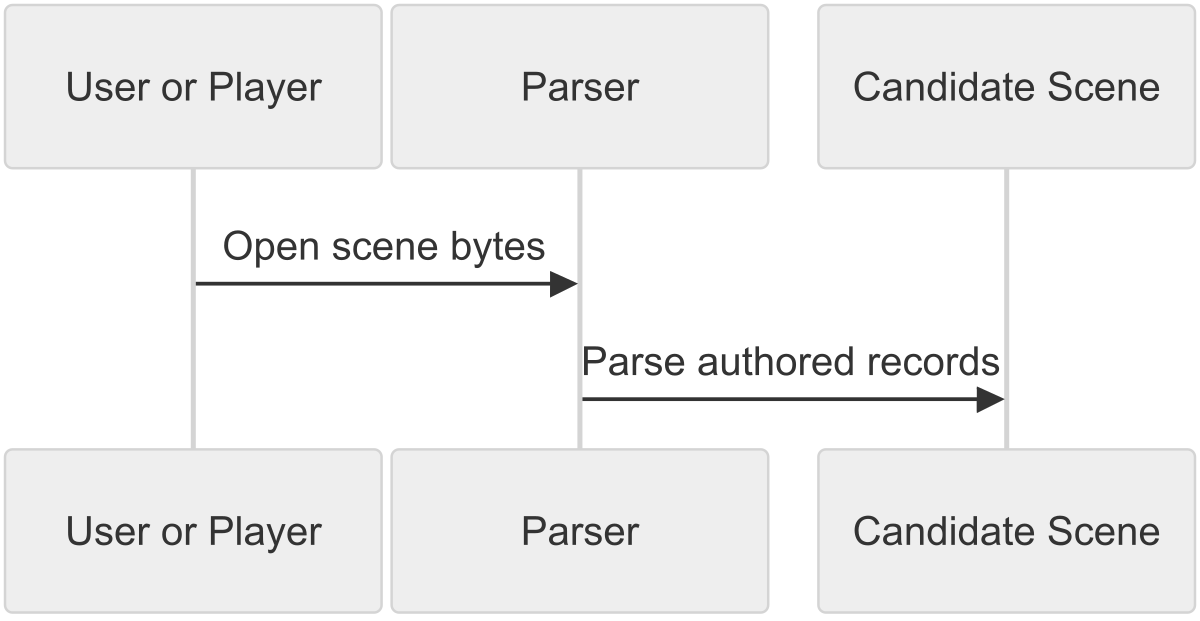 User or Player
Parser
Candidate Scene
Open scene bytes
Parse authored records
User or Player
Parser
Candidate Scene